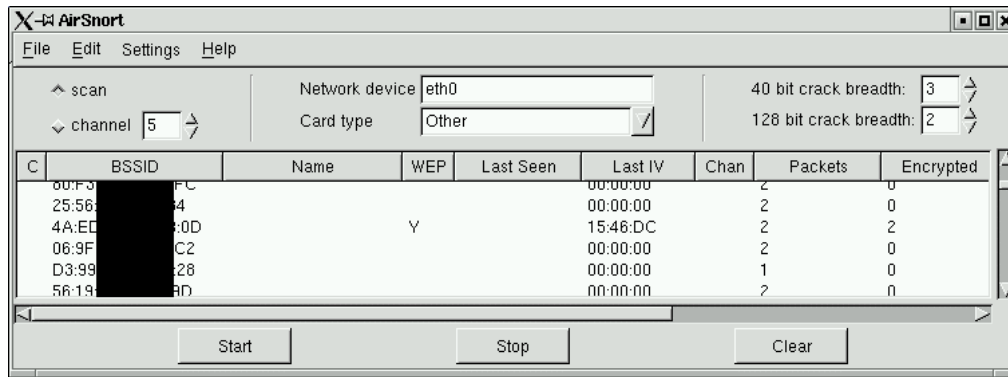 AirSnort
File Edit Settings Help
scan
channel 5
Network device eth0
Card type Other
40 bit crack breadth: 3
128 bit crack breadth: 2
C BSSID Name WEP Last Seen Last IV Chan Packets Encrypted
80:F3 FC 00:00:00 2 0
25:56: 4 00:00:00 2 0
4A:ED :0D Y 15:46:DC 2 2
06:9F C2 00:00:00 2 0
D3:99 :28 00:00:00 1 0
56:19: 9D 00:00:00 2 0
Start Stop Clear